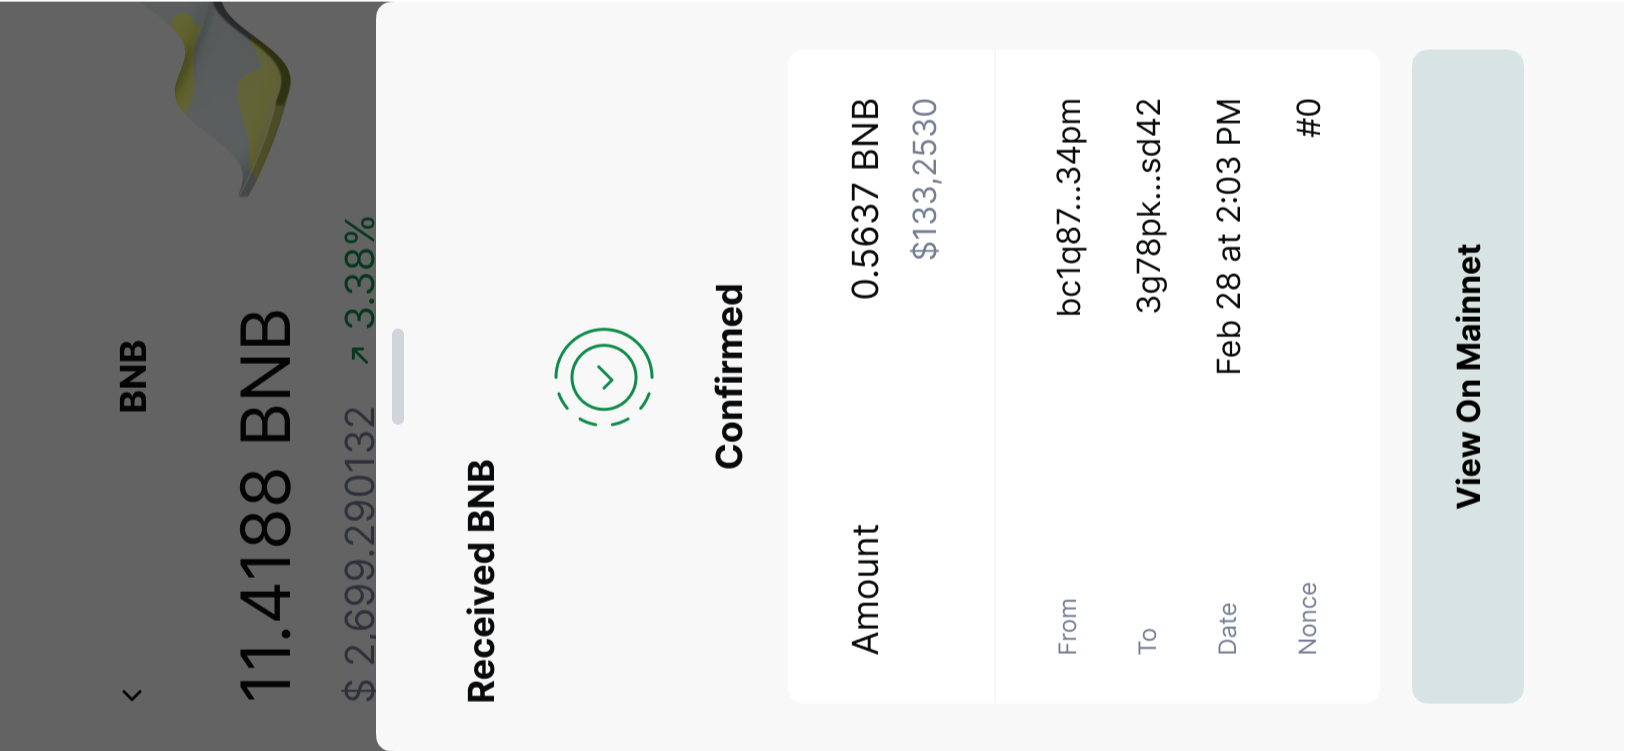 BNB
11.4188 BNB
$ 2,699.290132 3.38%
Received BNB
Confirmed
Amount 0.5637 BNB
$133,2530
From bc1q87...34pm
To 3g78pk...sd42
Date Feb 28 at 2:03 PM
Nonce #0
View On Mainnet